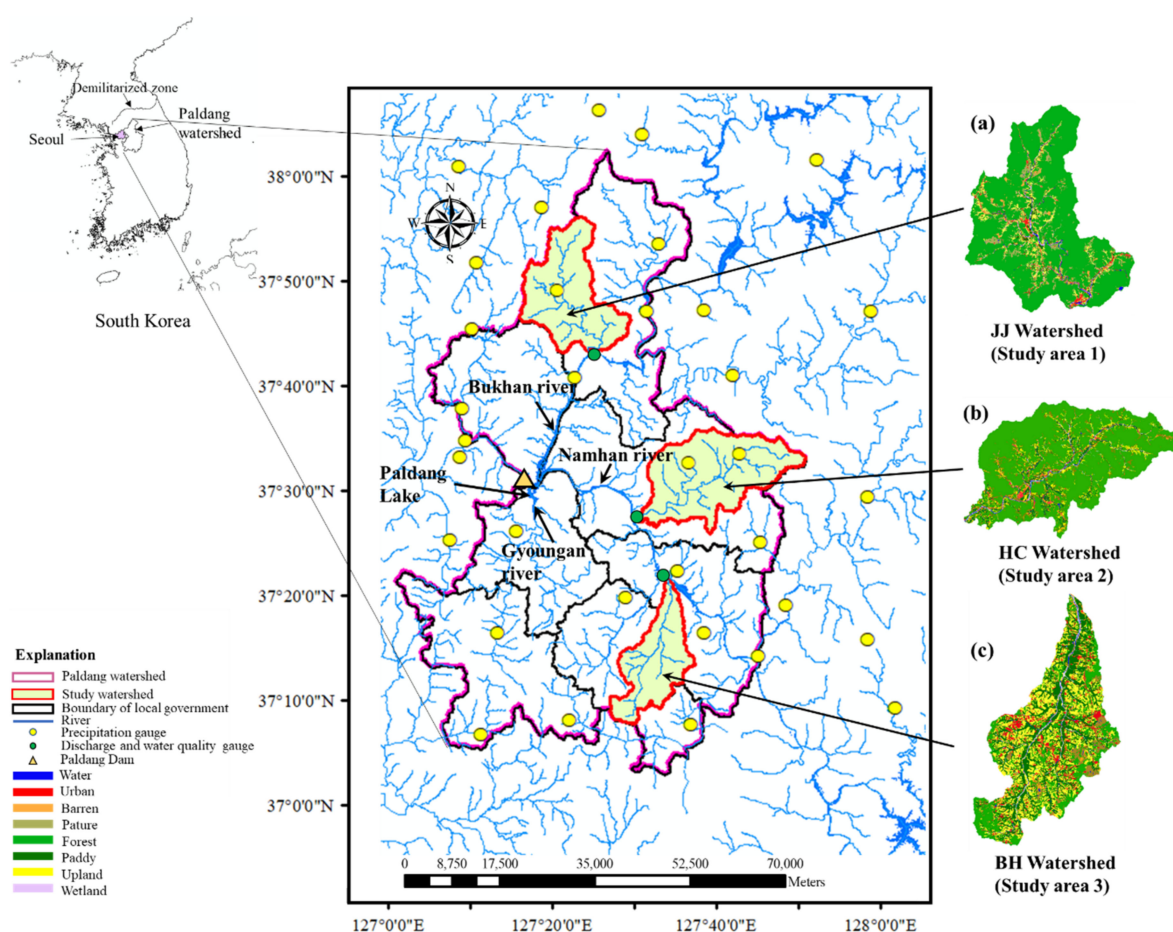 Demilitarized zone
Paldang
watershed
Seoul
South Korea
38°0'0"N
37°50'0"N
37°40'0"N
37°30'0"N
37°20'0"N
37°10'0"N
37°0'0"N
N
W
E
S
Bukhan river
Namhan river
Paldang
Lake
Gyoungan
river
0
8,750
17,500
35,000
52,500
70,000
Meters
127°0'0"E
127°20'0"E
127°40'0"E
128°0'0"E
(a)
JJ Watershed
(Study area 1)
(b)
HC Watershed
(Study area 2)
(c)
BH Watershed
(Study area 3)
Explanation
Paldang watershed
Study watershed
Boundary of local government
River
Precipitation gauge
Discharge and water quality gauge
Paldang Dam
Water
Urban
Barren
Pature
Forest
Paddy
Upland
Wetland